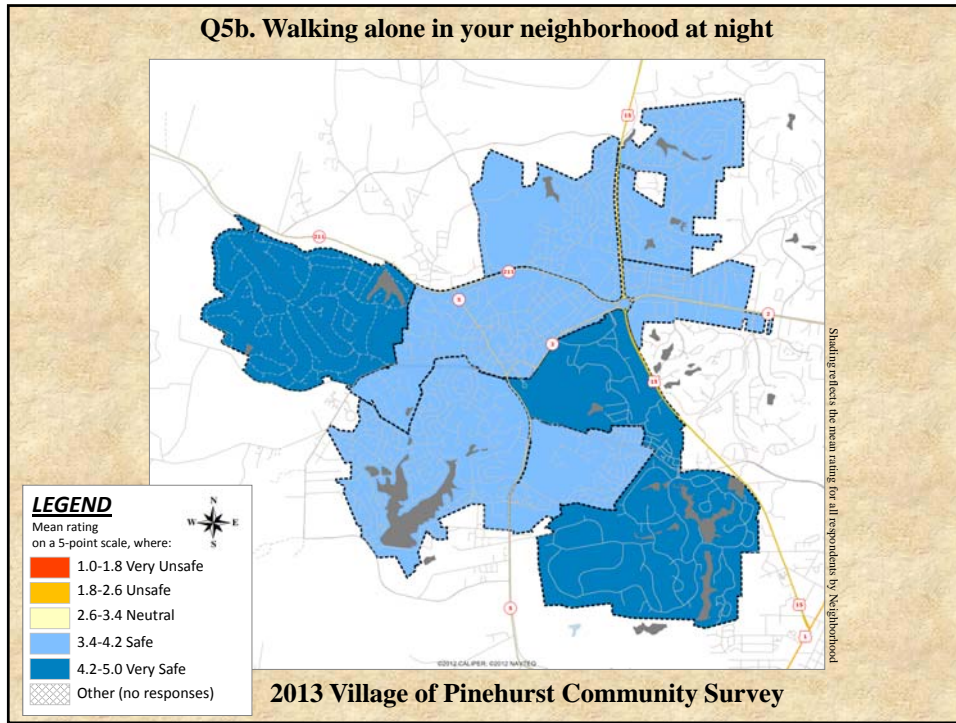 Q5b. Walking alone in your neighborhood at night
15
211
211
5
2
2
15
5
15
1
Shading reflects the mean rating for all respondents by Neighborhood
LEGEND
Mean rating
on a 5-point scale, where:
N
W E
S
1.0-1.8 Very Unsafe
1.8-2.6 Unsafe
2.6-3.4 Neutral
3.4-4.2 Safe
4.2-5.0 Very Safe
Other (no responses)
©2012 CALIPER; ©2012 NAVTEQ
2013 Village of Pinehurst Community Survey